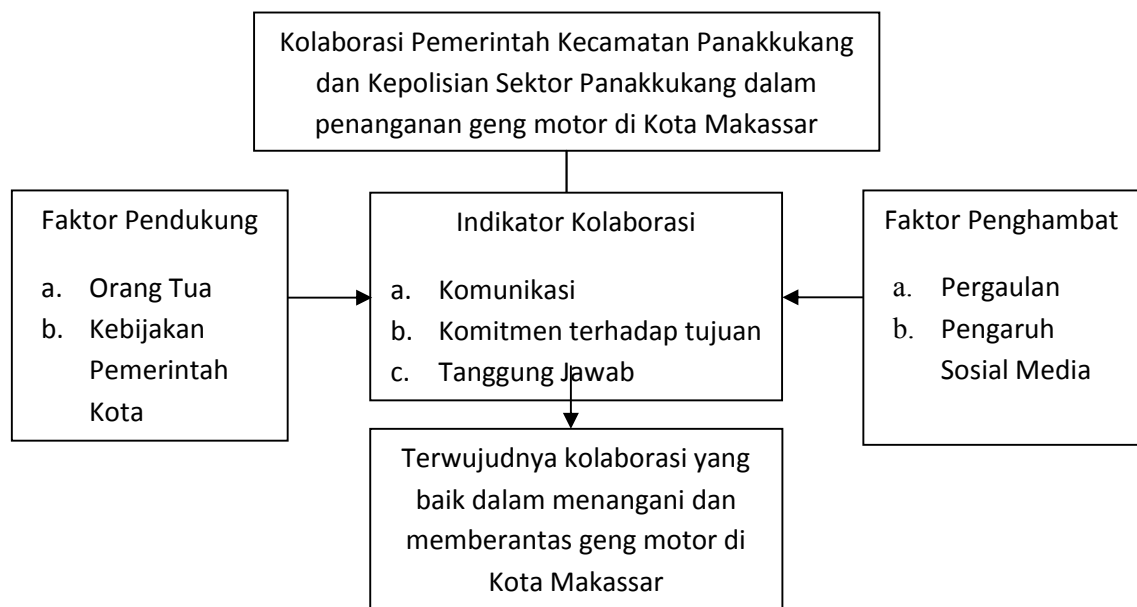 Kolaborasi Pemerintah Kecamatan Panakkukang
dan Kepolisian Sektor Panakkukang dalam
penanganan geng motor di Kota Makassar
Faktor Pendukung
a. Orang Tua
b. Kebijakan
Pemerintah
Kota
Indikator Kolaborasi
a. Komunikasi
b. Komitmen terhadap tujuan
c. Tanggung Jawab
Faktor Penghambat
a. Pergaulan
b. Pengaruh
Sosial Media
Terwujudnya kolaborasi yang
baik dalam menangani dan
memberantas geng motor di
Kota Makassar